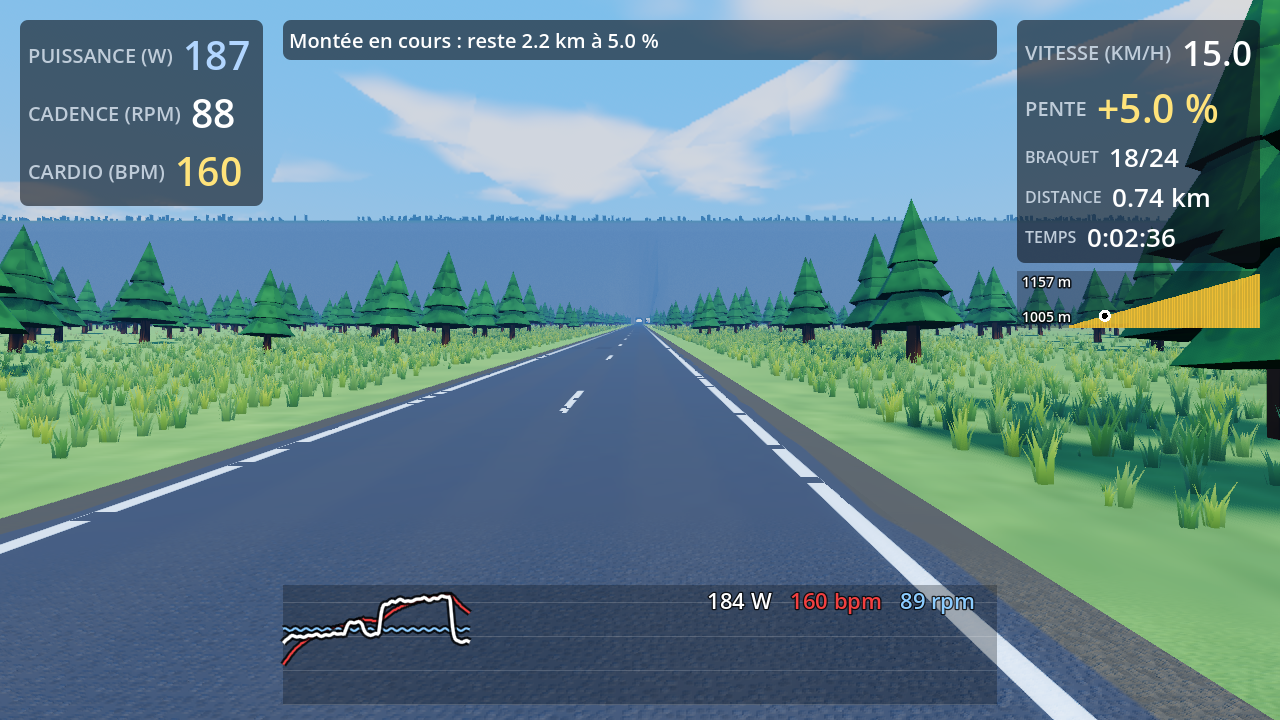 PUISSANCE (W) 187
CADENCE (RPM) 88
CARDIO (BPM) 160
Montée en cours : reste 2.2 km à 5.0 %
VITESSE (KM/H) 15.0
PENTE +5.0 %
BRAQUET 18/24
DISTANCE 0.74 km
TEMPS 0:02:36
1157 m
1005 m
184 W 160 bpm 89 rpm